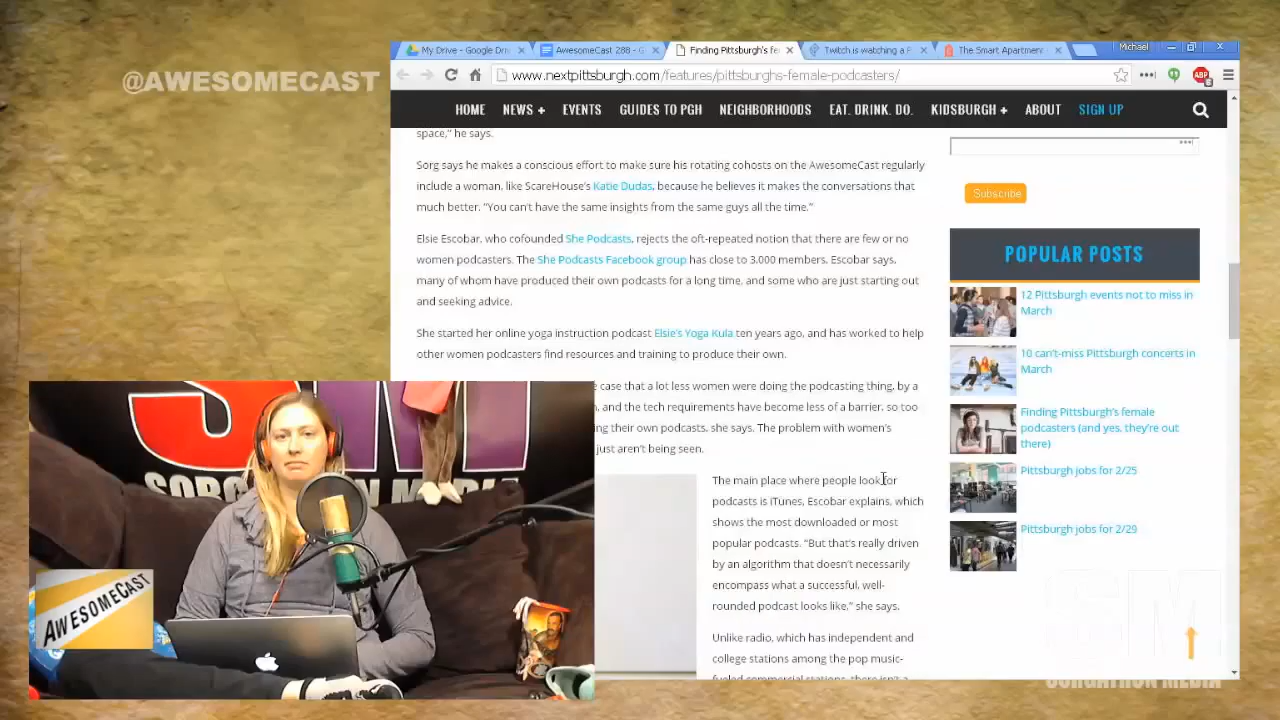 @AWESOMECAST
My Drive - Google Dri
AwesomeCast 288 - G
Finding Pittsburgh's fe
Twitch is watching a P
The Smart Apartment
Michael
www.nextpittsburgh.com/features/pittsburghs-female-podcasters/
ABP
HOME NEWS + EVENTS GUIDES TO PGH NEIGHBORHOODS EAT. DRINK. DO. KIDSBURGH + ABOUT SIGN UP
space," he says.
Sorg says he makes a conscious effort to make sure his rotating cohosts on the AwesomeCast regularly
include a woman, like ScareHouse's Katie Dudas, because he believes it makes the conversations that
much better. "You can't have the same insights from the same guys all the time."
Elsie Escobar, who cofounded She Podcasts, rejects the oft-repeated notion that there are few or no
women podcasters. The She Podcasts Facebook group has close to 3,000 members, Escobar says,
many of whom have produced their own podcasts for a long time, and some who are just starting out
and seeking advice.
She started her online yoga instruction podcast Elsie's Yoga Kula ten years ago, and has worked to help
other women podcasters find resources and training to produce their own.
e case that a lot less women were doing the podcasting thing, by a
, and the tech requirements have become less of a barrier, so too
ng their own podcasts, she says. The problem with women's
just aren't being seen.
The main place where people look for
podcasts is iTunes, Escobar explains, which
shows the most downloaded or most
popular podcasts. "But that's really driven
by an algorithm that doesn't necessarily
encompass what a successful, well-
rounded podcast looks like," she says.
Unlike radio, which has independent and
college stations among the pop music-
fueled commercial stations, there isn't a
Subscribe
POPULAR POSTS
12 Pittsburgh events not to miss in
March
10 can't-miss Pittsburgh concerts in
March
Finding Pittsburgh's female
podcasters (and yes, they're out
there)
Pittsburgh jobs for 2/25
Pittsburgh jobs for 2/29
AWESOMECAST
SORGATRON MEDIA